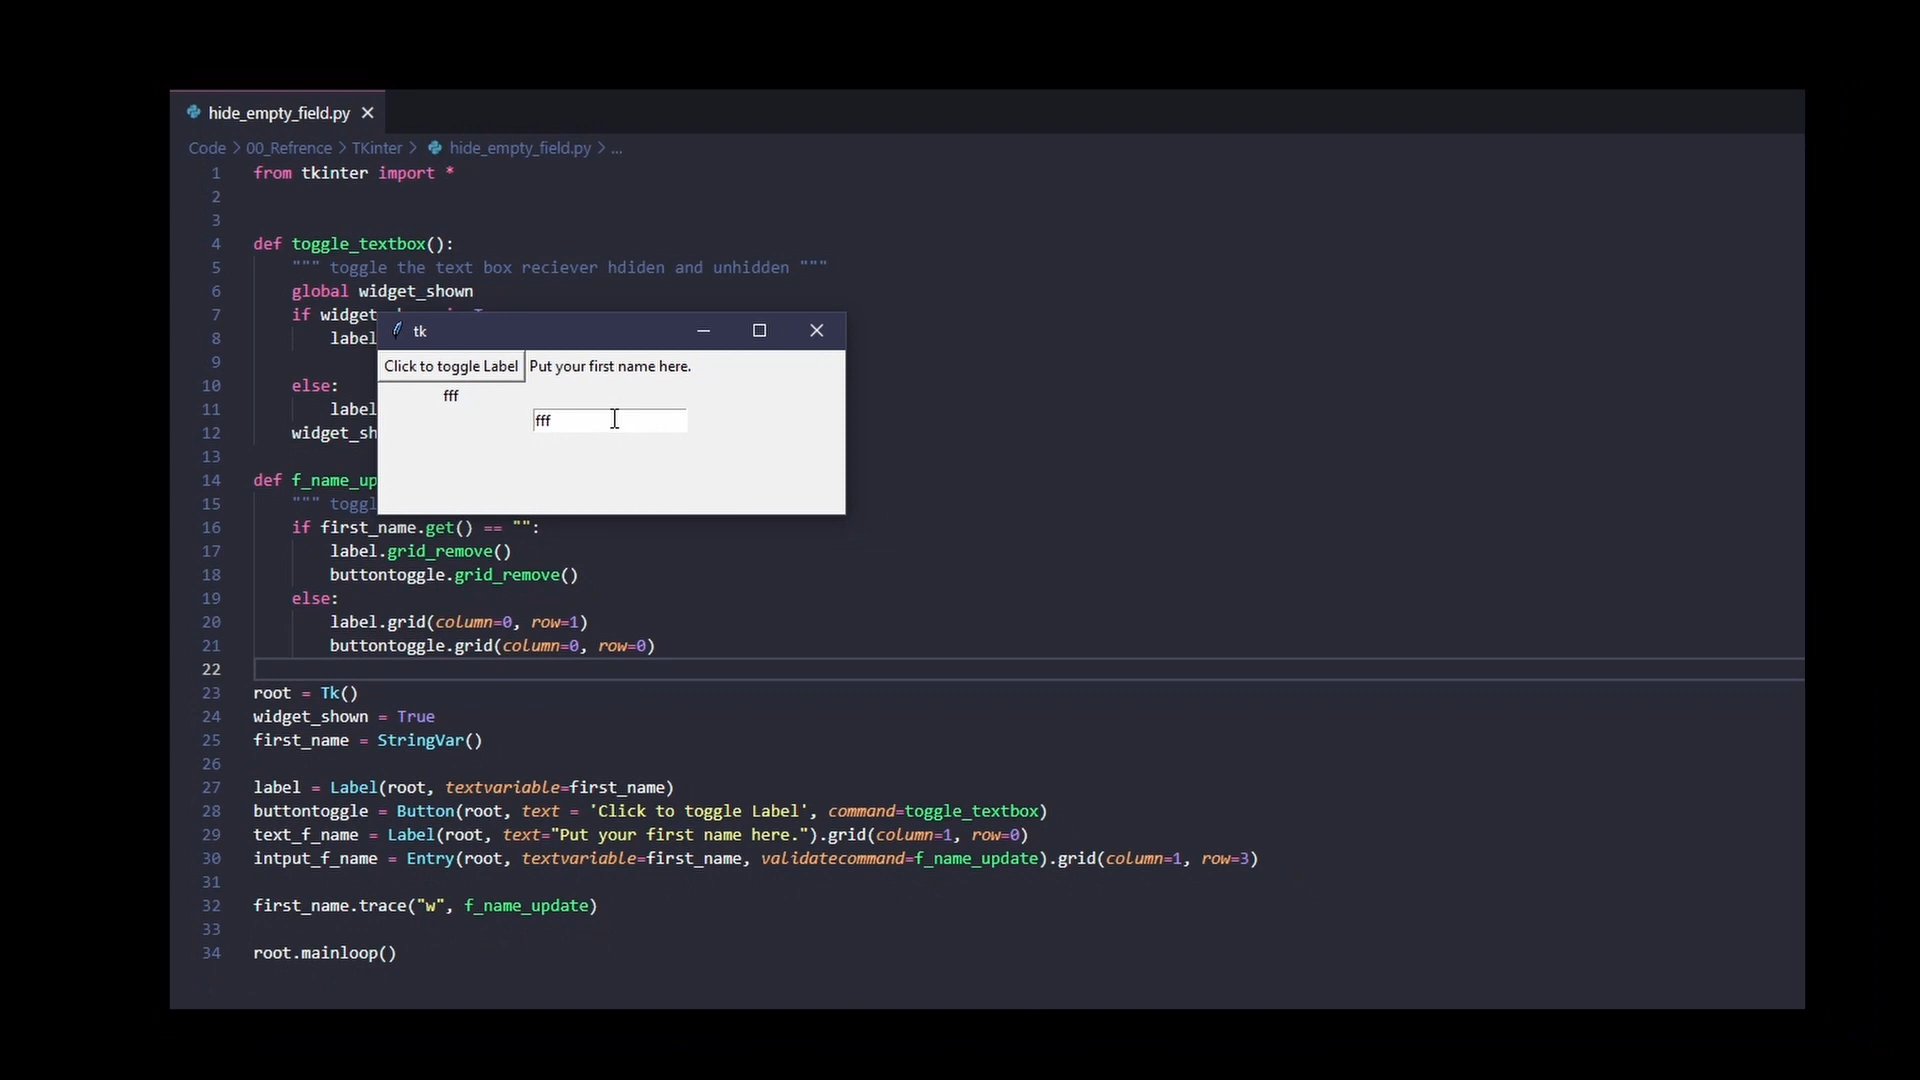 hide_empty_field.py
Code > 00_Refrence > TKinter > hide_empty_field.py > ...
1 from tkinter import *
2
3
4 def toggle_textbox():
5 """ toggle the text box reciever hdiden and unhidden """
6 global widget_shown
7 if widget
8 label
9
10 else:
11 label
12 widget_sh
13
14 def f_name_up
15 """ toggl
16 if first_name.get() == "":
17 label.grid_remove()
18 buttontoggle.grid_remove()
19 else:
20 label.grid(column=0, row=1)
21 buttontoggle.grid(column=0, row=0)
22
23 root = Tk()
24 widget_shown = True
25 first_name = StringVar()
26
27 label = Label(root, textvariable=first_name)
28 buttontoggle = Button(root, text = 'Click to toggle Label', command=toggle_textbox)
29 text_f_name = Label(root, text="Put your first name here.").grid(column=1, row=0)
30 intput_f_name = Entry(root, textvariable=first_name, validatecommand=f_name_update).grid(column=1, row=3)
31
32 first_name.trace("w", f_name_update)
33
34 root.mainloop()
tk
Click to toggle Label Put your first name here.
fff
fff